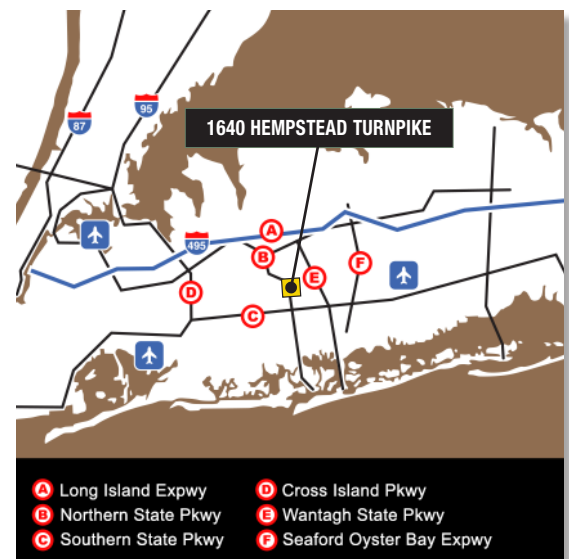 95
87
1640 HEMPSTEAD TURNPIKE
A
495
B
E
F
D
C
A Long Island Expwy
B Northern State Pkwy
C Southern State Pkwy
D Cross Island Pkwy
E Wantagh State Pkwy
F Seaford Oyster Bay Expwy